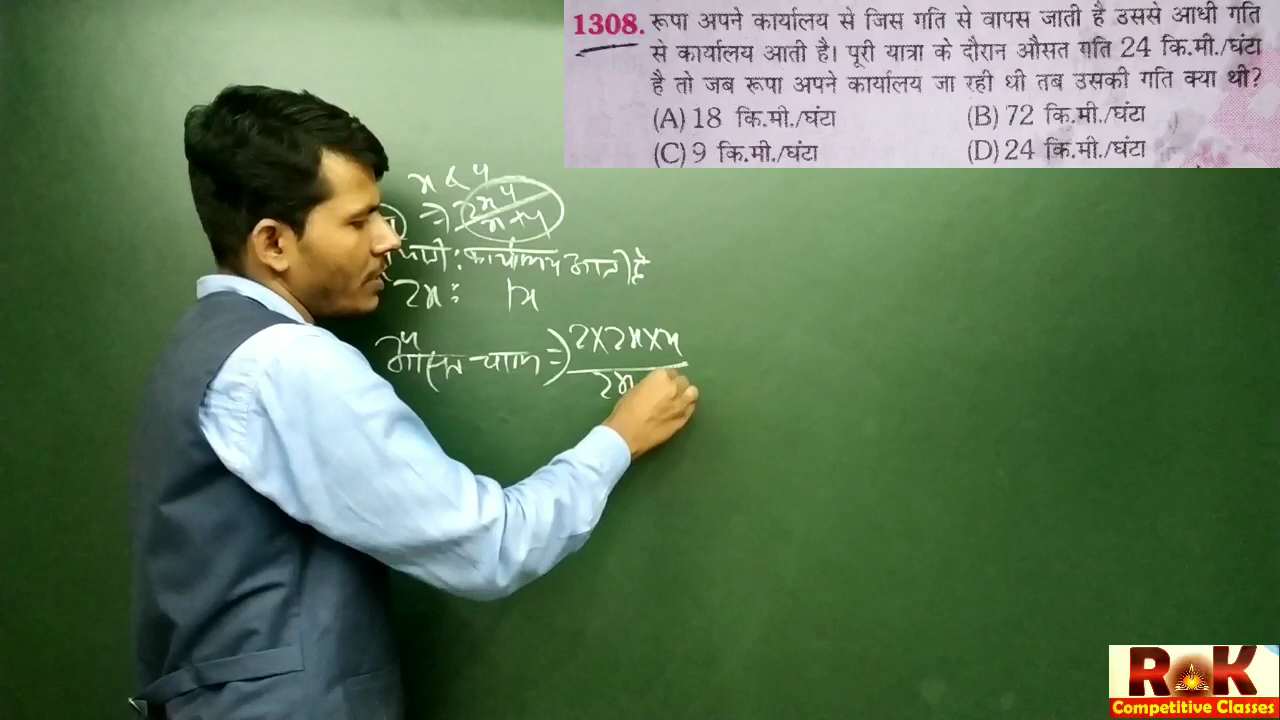 1308. रूपा अपने कार्यालय से जिस गति से वापस जाती है उससे आधी गति
से कार्यालय आती है। पूरी यात्रा के दौरान औसत गति 24 कि.मी./घंटा
है तो जब रूपा अपने कार्यालय जा रही थी तब उसकी गति क्या थी?
(A) 18 कि.मी./घंटा (B) 72 कि.मी./घंटा
(C) 9 कि.मी./घंटा (D) 24 कि.मी./घंटा
x & y
⇒ 2xy
x+y
: कार्यालय आती है
2x : 1x
औसत चाल ⇒ 2×2x×x
2x
RK
Competitive Classes